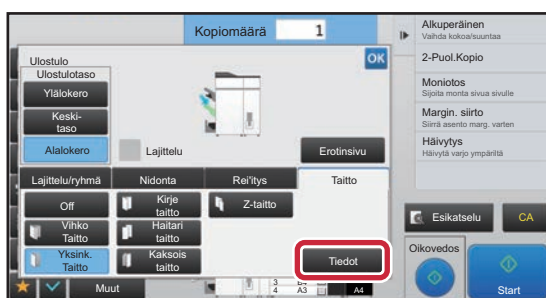 Kopiomäärä 1
Ulostulo
OK
Ulostulotaso
Ylälokero
Keski-
taso
Alalokero
Lajittelu
Erotinsivu
Lajittelu/ryhmä
Nidonta
Rei'itys
Taitto
Off
Kirje
taitto
Z-taitto
Vihko
Taitto
Haitari
taitto
Yksink.
Taitto
Kaksois
taitto
Tiedot
Muut
3
4 A3
A4
Alkuperäinen
Vaihda kokoa/suuntaa
2-Puol.Kopio
Moniotos
Sijoita monta sivua sivulle
Margin. siirto
Siirrä asento marg. varten
Häivytys
Häivytä varjo ympäriltä
Esikatselu
CA
Oikovedos
Start